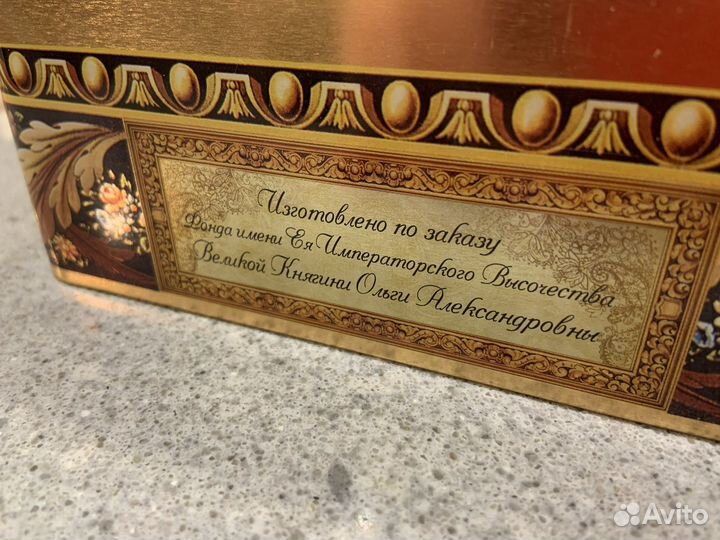 Изготовлено по заказу
Фонда имени Ея Императорского Высочества
Великой Княгини Ольги Александровны
Avito